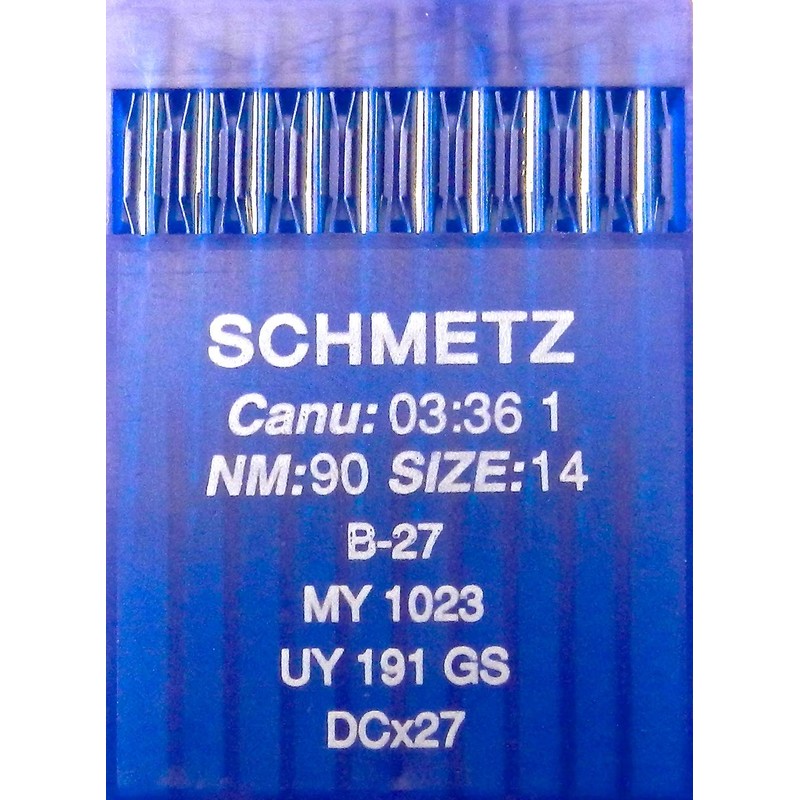 SCHMETZ
Canu: 03:36 1
NM:90 SIZE:14
B-27
MY 1023
UY 191 GS
DCx27